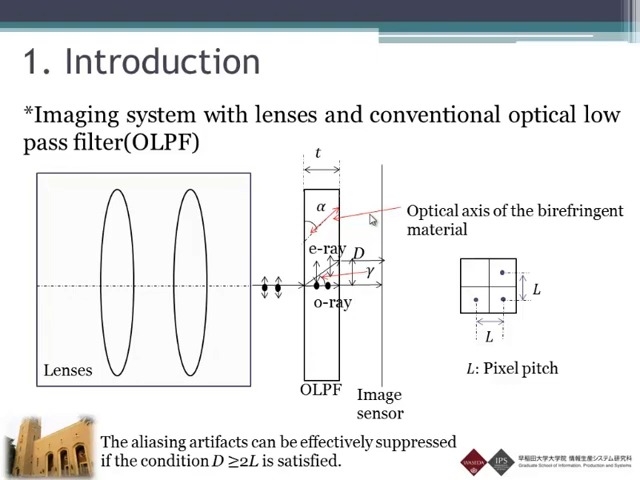 1. Introduction
*Imaging system with lenses and conventional optical low
pass filter(OLPF)
t
α
Optical axis of the birefringent
material
e-ray
D
γ
o-ray
L
L
Lenses
L: Pixel pitch
OLPF
Image
sensor
The aliasing artifacts can be effectively suppressed
if the condition D ≥2L is satisfied.
WASEDA
IPS
早稲田大学大学院 情報生産システム研究科
Graduate School of Information, Production and Systems